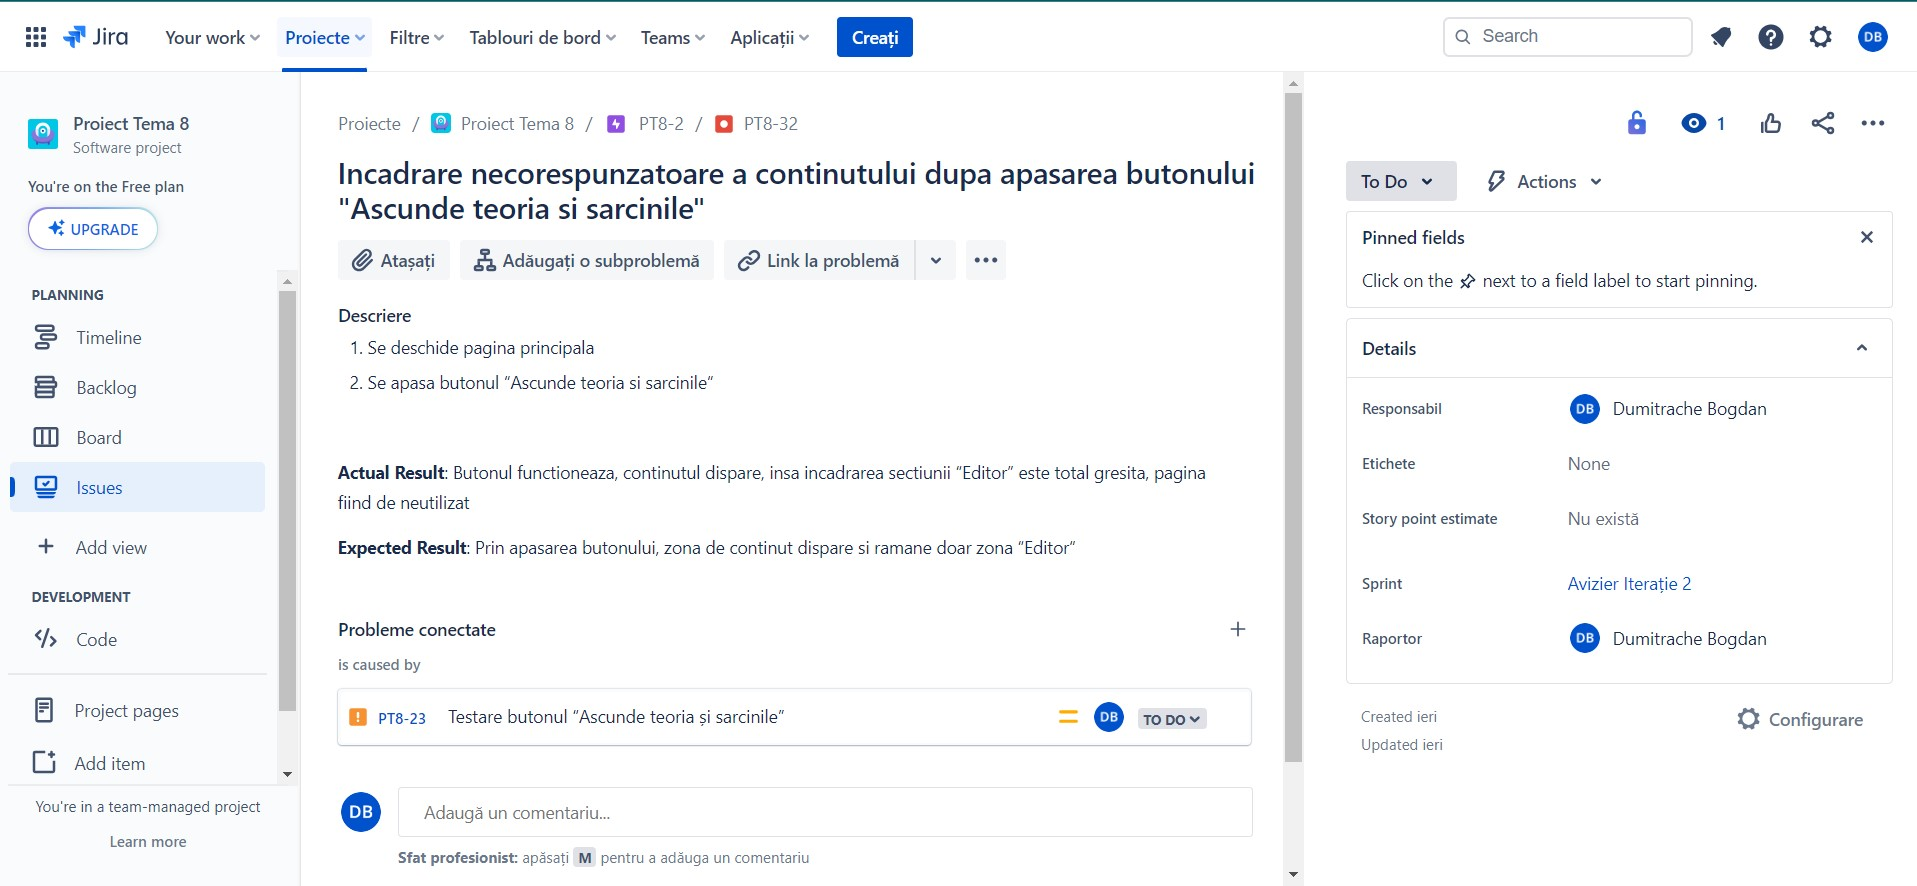 Jira Your work Proiecte Filtre Tablouri de bord Teams Aplicații Creați Search DB
Proiect Tema 8
Software project
You're on the Free plan
UPGRADE
PLANNING
Timeline
Backlog
Board
Issues
Add view
DEVELOPMENT
Code
Project pages
Add item
You're in a team-managed project
Learn more
Proiecte / Proiect Tema 8 / PT8-2 / PT8-32
Incadrare necorespunzatoare a continutului dupa apasarea butonului
"Ascunde teoria si sarcinile"
Atașați Adăugați o subproblemă Link la problemă
Descriere
1. Se deschide pagina principala
2. Se apasa butonul “Ascunde teoria si sarcinile”
Actual Result: Butonul functioneaza, continutul dispare, insa incadrarea sectiunii “Editor” este total gresita, pagina
fiind de neutilizat
Expected Result: Prin apasarea butonului, zona de continut dispare si ramane doar zona “Editor”
Probleme conectate
is caused by
PT8-23 Testare butonul “Ascunde teoria și sarcinile” DB TO DO
DB Adaugă un comentariu...
Sfat profesionist: apăsați M pentru a adăuga un comentariu
1
To Do Actions
Pinned fields
Click on the next to a field label to start pinning.
Details
Responsabil DB Dumitrache Bogdan
Etichete None
Story point estimate Nu există
Sprint Avizier Iterație 2
Raportor DB Dumitrache Bogdan
Created ieri
Updated ieri
Configurare